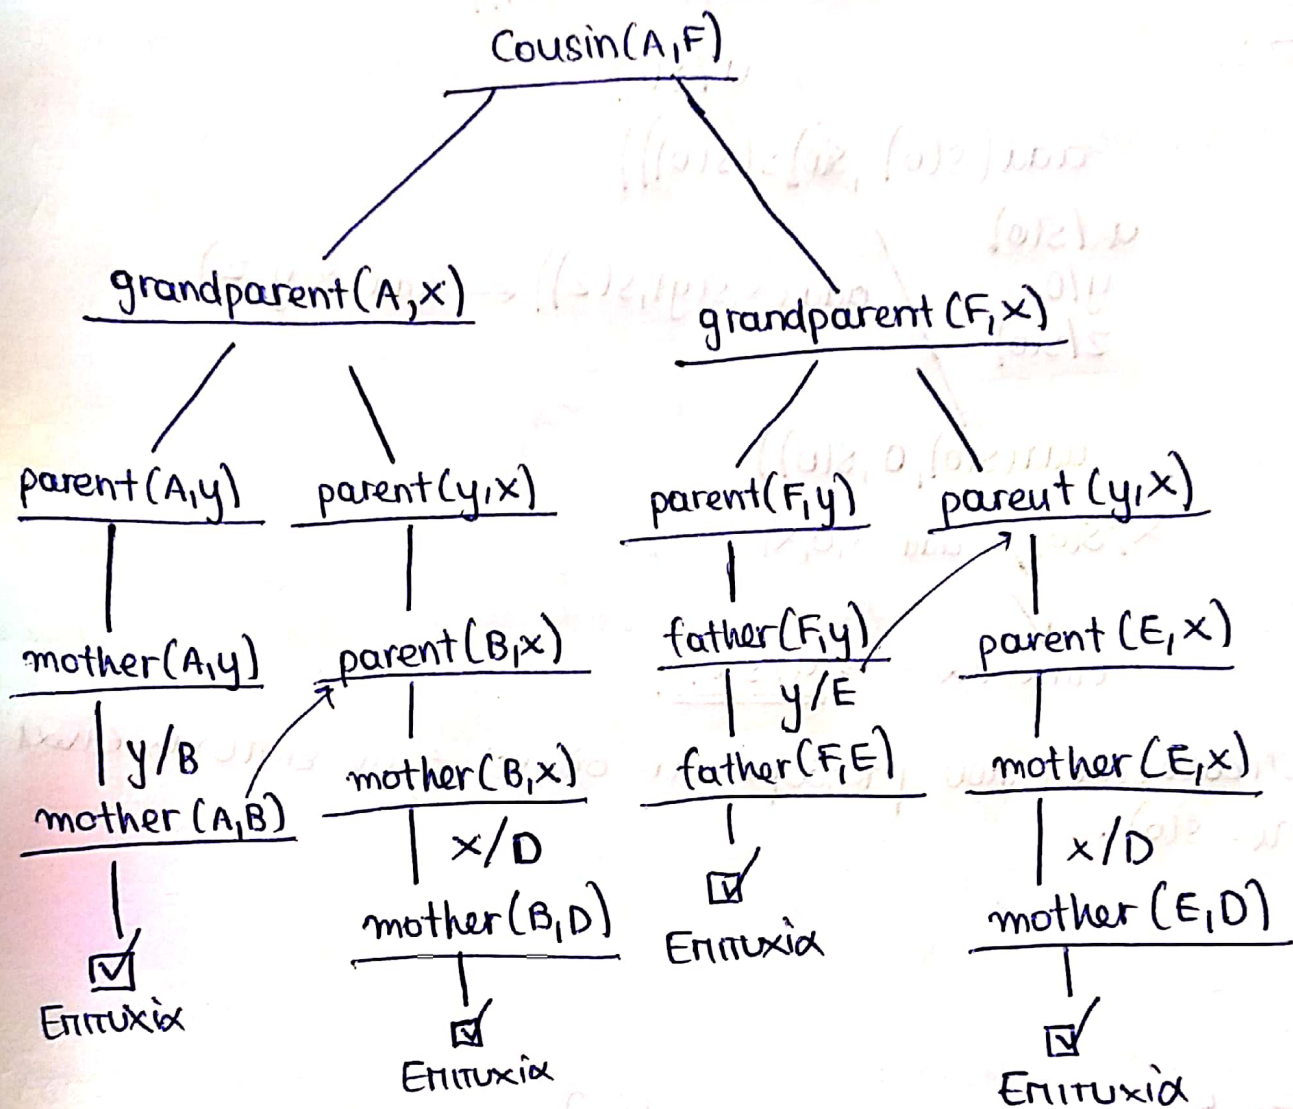 Cousin(A,F)
grandparent(A,x)
grandparent(F,x)
parent(A,y)
parent(y,x)
parent(F,y)
parent(y,x)
mother(A,y)
parent(B,x)
father(F,y)
parent(E,x)
y/B
mother(B,x)
y/E
father(F,E)
mother(E,x)
mother(A,B)
x/D
x/D
mother(B,D)
mother(E,D)
Επιτυχία
Επιτυχία
Επιτυχία
Επιτυχία